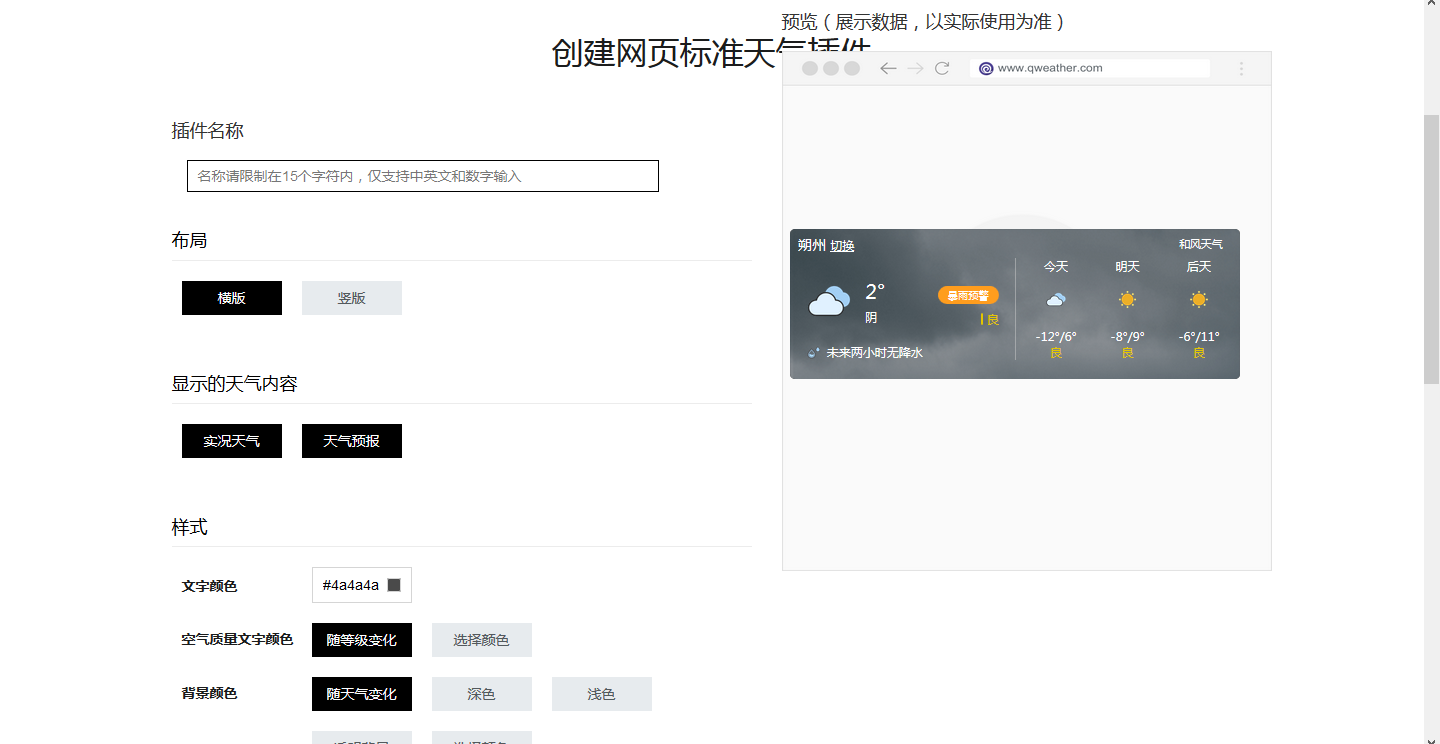 预览（展示数据，以实际使用为准）
创建网页标准天气插件
www.qweather.com
插件名称
名称请限制在15个字符内，仅支持中英文和数字输入
布局
横版 竖版
朔州 切换 和风天气
今天 明天 后天
2°
阴
暴雨预警
良
-12°/6° -8°/9° -6°/11°
良 良 良
未来两小时无降水
显示的天气内容
实况天气 天气预报
样式
文字颜色 #4a4a4a
空气质量文字颜色 随等级变化 选择颜色
背景颜色 随天气变化 深色 浅色